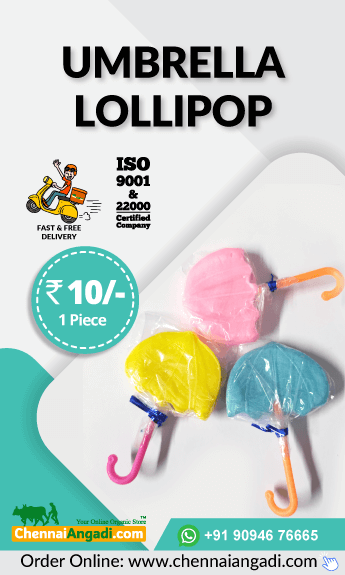 UMBRELLA
LOLLIPOP
ISO
9001
&
22000
Certified
Company
FAST & FREE
DELIVERY
₹ 10/-
1 Piece
Your Online Organic Store
TM
ChennaiAngadi.com
+91 90946 76665
Order Online: www.chennaiangadi.com